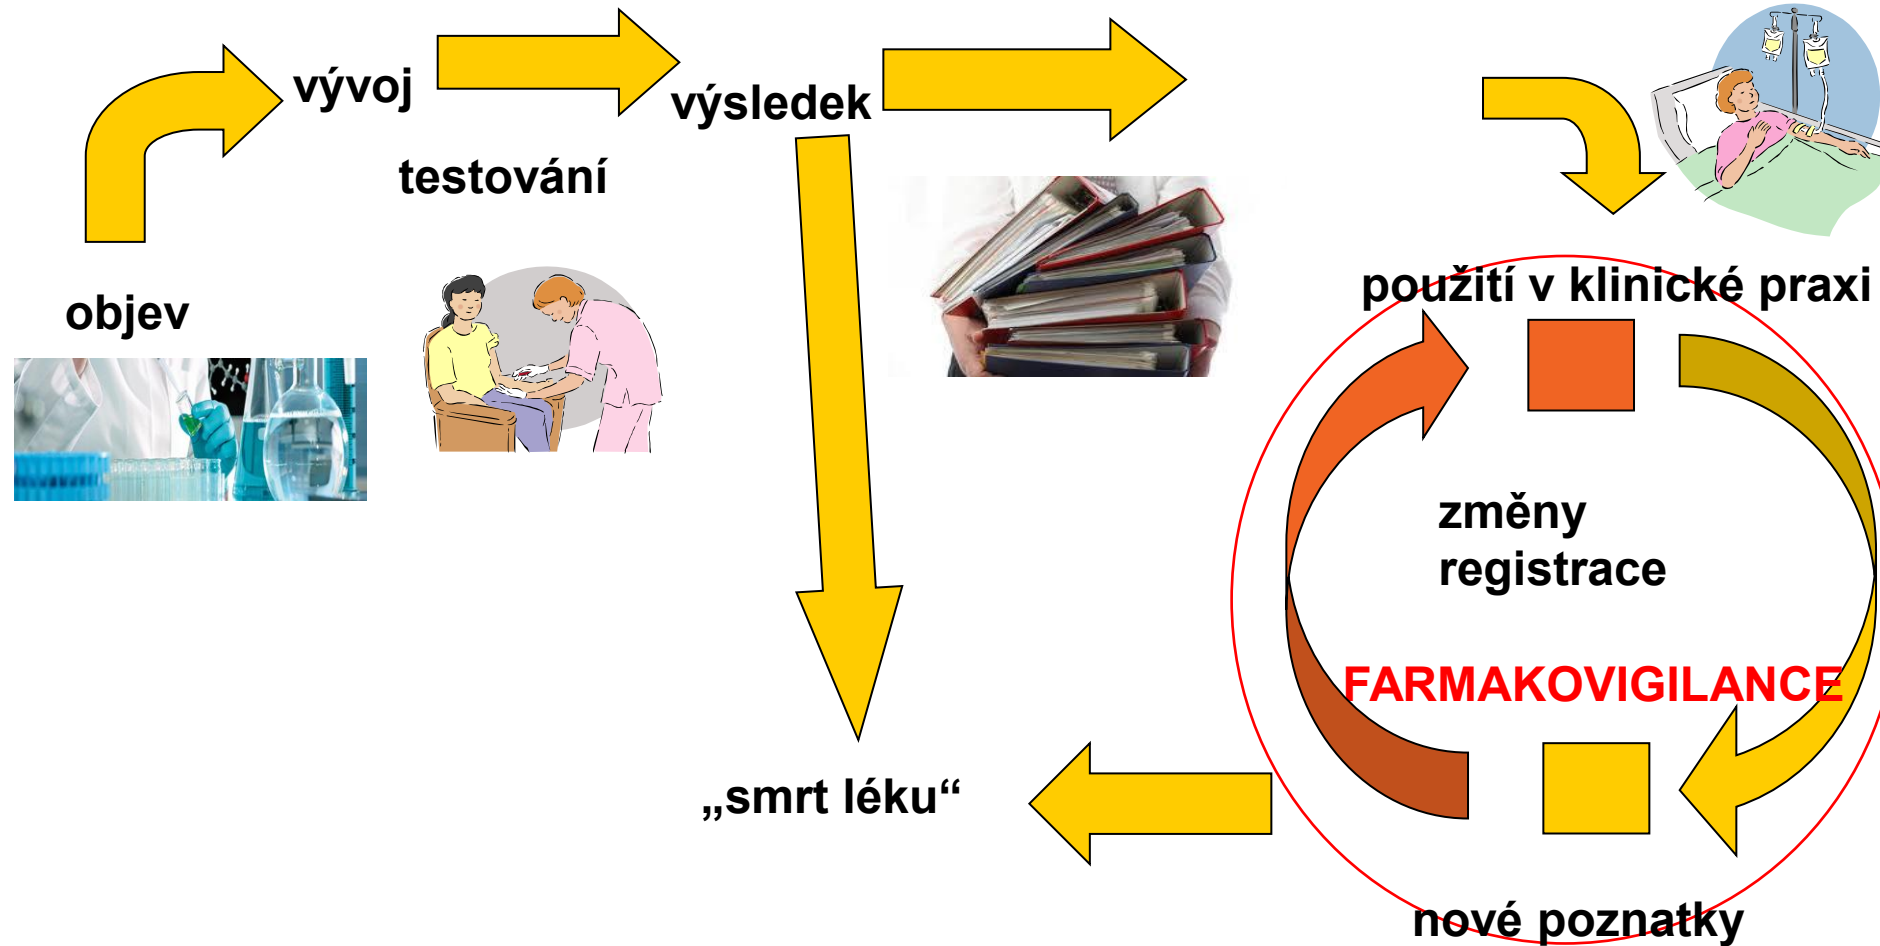 vývoj
výsledek
testování
objev
použití v klinické praxi
změny
registrace
FARMAKOVIGILANCE
„smrt léku“
nové poznatky